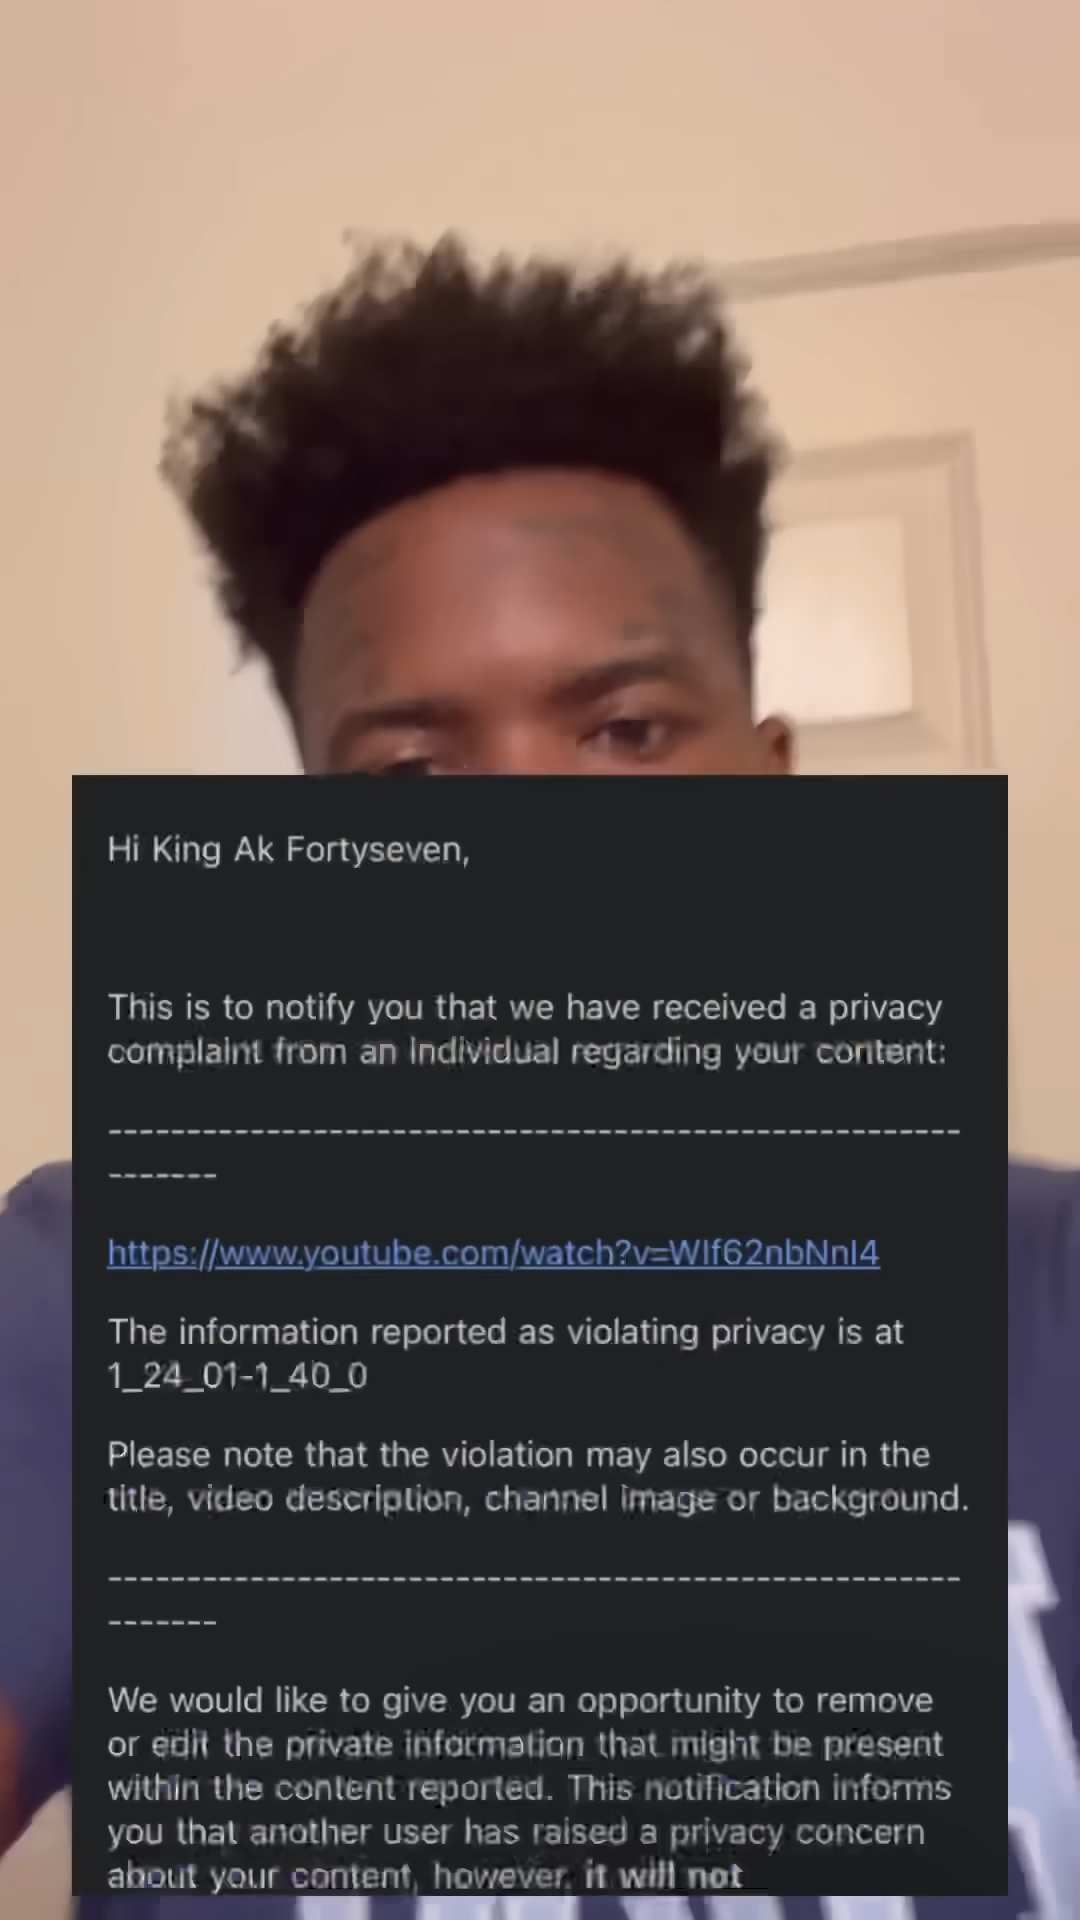 Hi King Ak Fortyseven,
This is to notify you that we have received a privacy
complaint from an individual regarding your content:
------------------------------------------------------
-------
https://www.youtube.com/watch?v=WIf62nbNnI4
The information reported as violating privacy is at
1_24_01-1_40_0
Please note that the violation may also occur in the
title, video description, channel image or background.
------------------------------------------------------
-------
We would like to give you an opportunity to remove
or edit the private information that might be present
within the content reported. This notification informs
you that another user has raised a privacy concern
about your content, however, it will not